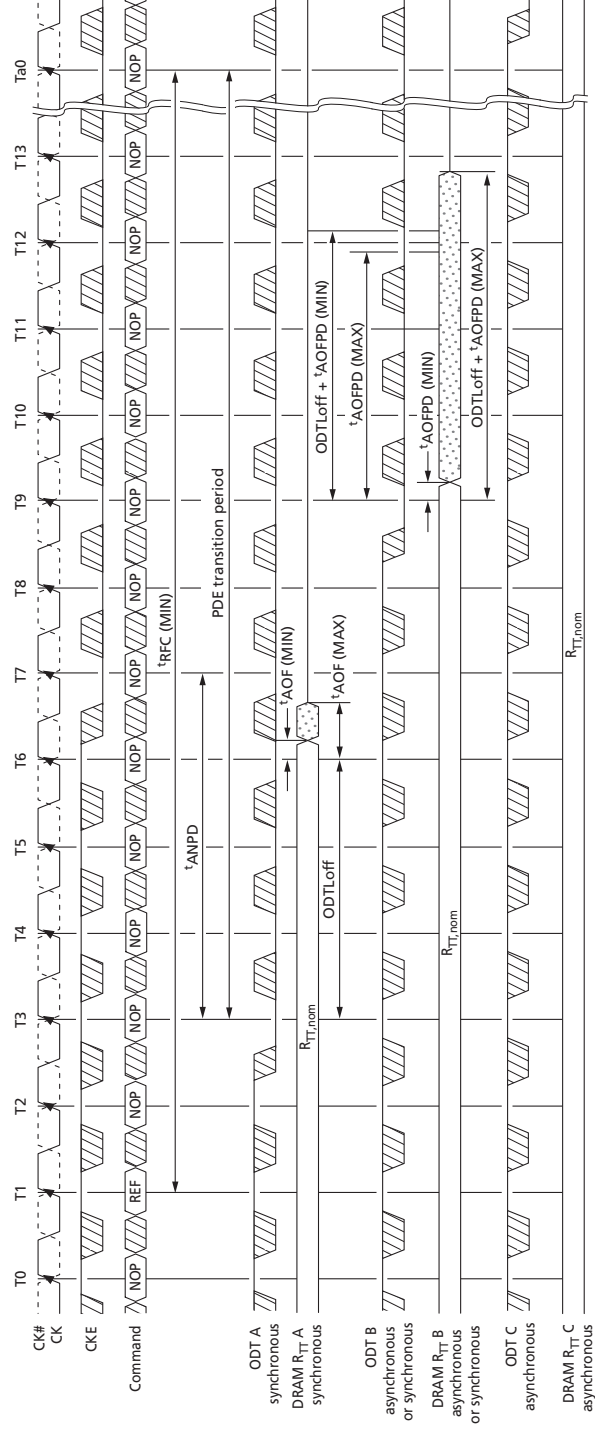 T0 T1 T2 T3 T4 T5 T6 T7 T8 T9 T10 T11 T12 T13 Ta0
CK#
CK
CKE
Command
NOP REF NOP NOP NOP NOP NOP NOP NOP NOP NOP NOP NOP NOP NOP
tRFC (MIN)
tANPD
PDE transition period
ODT A
synchronous
DRAM RTT A
synchronous
RTT,nom
tAOF (MIN)
ODTLoff
tAOF (MAX)
ODTLoff + tAOFPD (MIN)
tAOFPD (MAX)
ODT B
asynchronous
or synchronous
tAOFPD (MIN)
DRAM RTT B
asynchronous
or synchronous
RTT,nom
ODTLoff + tAOFPD (MAX)
ODT C
asynchronous
DRAM RTT C
asynchronous
RTT,nom